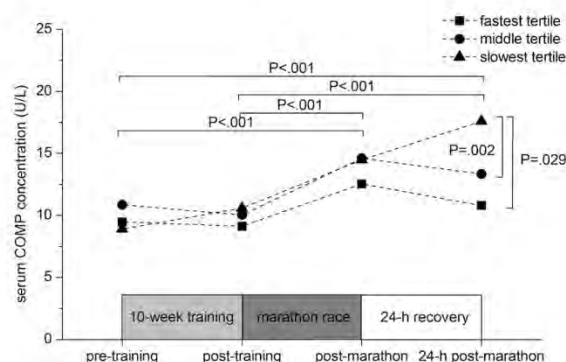 fastest tertile
middle tertile
slowest tertile
serum COMP concentration (U/L)
25
20
15
10
5
0
P<.001
P<.001
P<.001
P<.001
P=.002
P=.029
10-week training
marathon race
24-h recovery
pre-training
post-training
post-marathon
24-h post-marathon